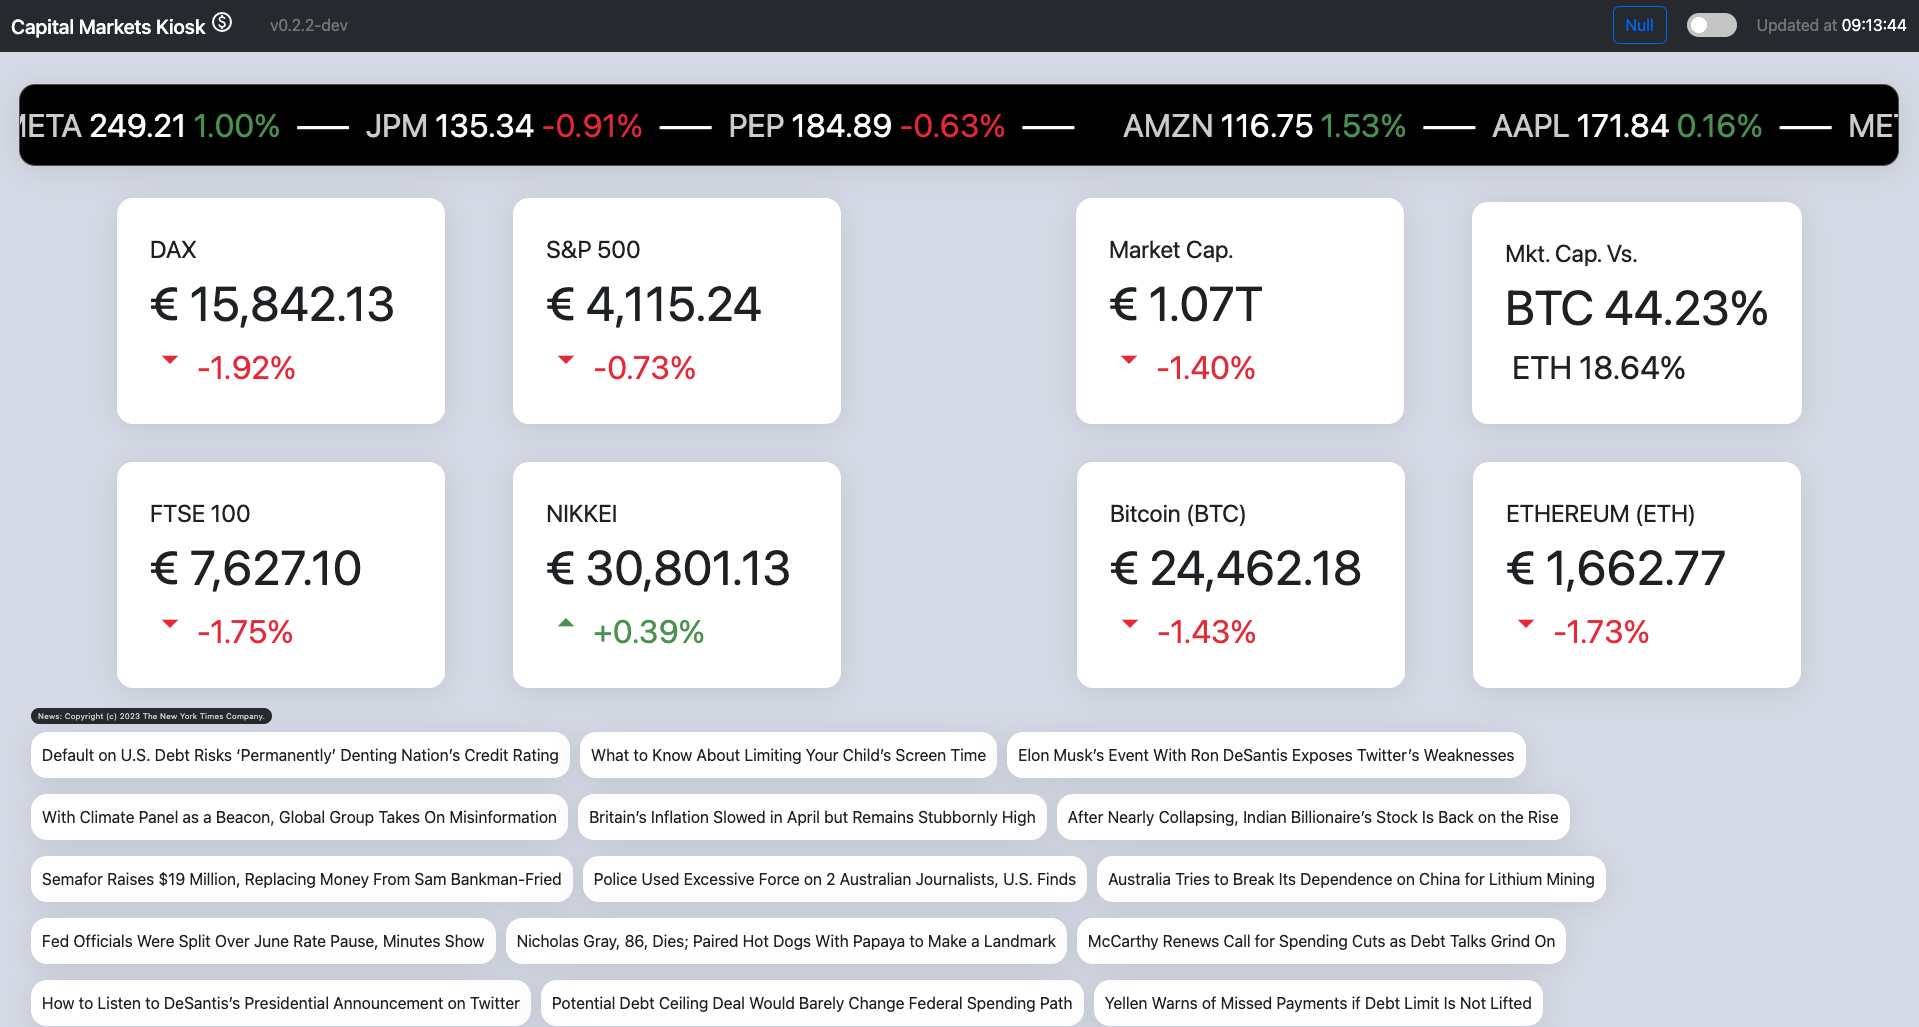 Capital Markets Kiosk $ v0.2.2-dev Null Updated at 09:13:44
META 249.21 1.00% — JPM 135.34 -0.91% — PEP 184.89 -0.63% — AMZN 116.75 1.53% — AAPL 171.84 0.16% — MET
DAX
€ 15,842.13
-1.92%
S&P 500
€ 4,115.24
-0.73%
Market Cap.
€ 1.07T
-1.40%
Mkt. Cap. Vs.
BTC 44.23%
ETH 18.64%
FTSE 100
€ 7,627.10
-1.75%
NIKKEI
€ 30,801.13
+0.39%
Bitcoin (BTC)
€ 24,462.18
-1.43%
ETHEREUM (ETH)
€ 1,662.77
-1.73%
News: Copyright (c) 2023 The New York Times Company.
Default on U.S. Debt Risks ‘Permanently’ Denting Nation’s Credit Rating
What to Know About Limiting Your Child’s Screen Time
Elon Musk’s Event With Ron DeSantis Exposes Twitter’s Weaknesses
With Climate Panel as a Beacon, Global Group Takes On Misinformation
Britain’s Inflation Slowed in April but Remains Stubbornly High
After Nearly Collapsing, Indian Billionaire’s Stock Is Back on the Rise
Semafor Raises $19 Million, Replacing Money From Sam Bankman-Fried
Police Used Excessive Force on 2 Australian Journalists, U.S. Finds
Australia Tries to Break Its Dependence on China for Lithium Mining
Fed Officials Were Split Over June Rate Pause, Minutes Show
Nicholas Gray, 86, Dies; Paired Hot Dogs With Papaya to Make a Landmark
McCarthy Renews Call for Spending Cuts as Debt Talks Grind On
How to Listen to DeSantis’s Presidential Announcement on Twitter
Potential Debt Ceiling Deal Would Barely Change Federal Spending Path
Yellen Warns of Missed Payments if Debt Limit Is Not Lifted